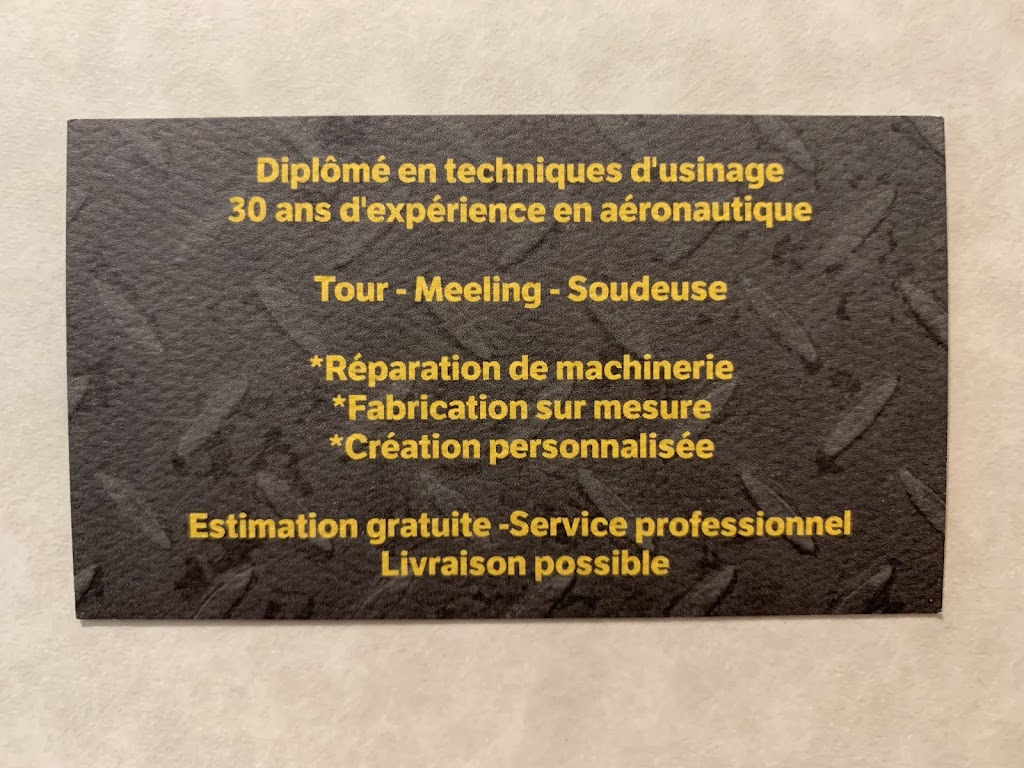 Diplômé en techniques d'usinage
30 ans d'expérience en aéronautique
Tour - Meeling - Soudeuse
*Réparation de machinerie
*Fabrication sur mesure
*Création personnalisée
Estimation gratuite -Service professionnel
Livraison possible